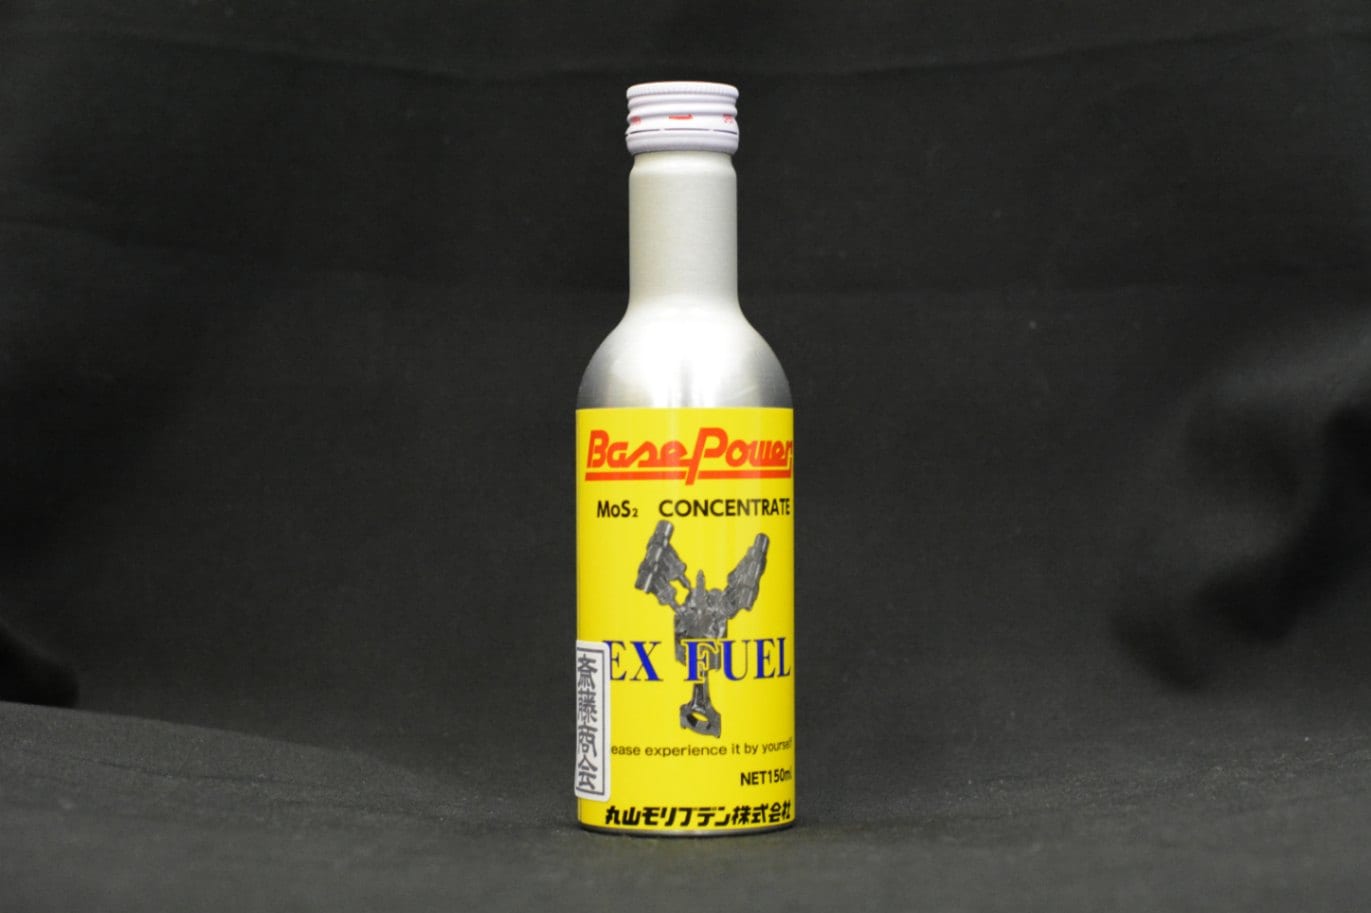 BasePower
MoS₂ CONCENTRATE
EX FUEL
斎藤商会
ease experience it by yourself
NET150mL
丸山モリブデン株式会社